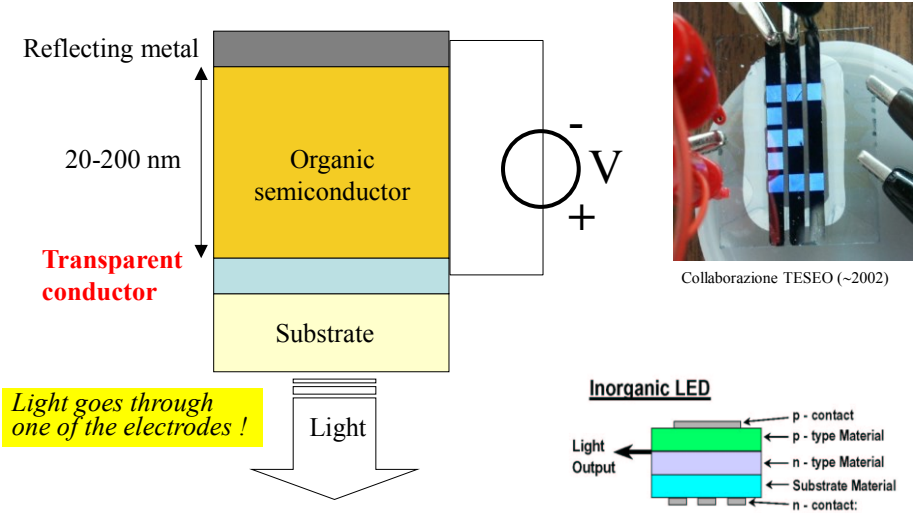 Reflecting metal
20-200 nm
Organic
semiconductor
-
V
+
Transparent
conductor
Substrate
Light goes through
one of the electrodes !
Light
Collaborazione TESEO (~2002)
Inorganic LED
p - contact
p - type Material
Light
Output
n - type Material
Substrate Material
n - contact: